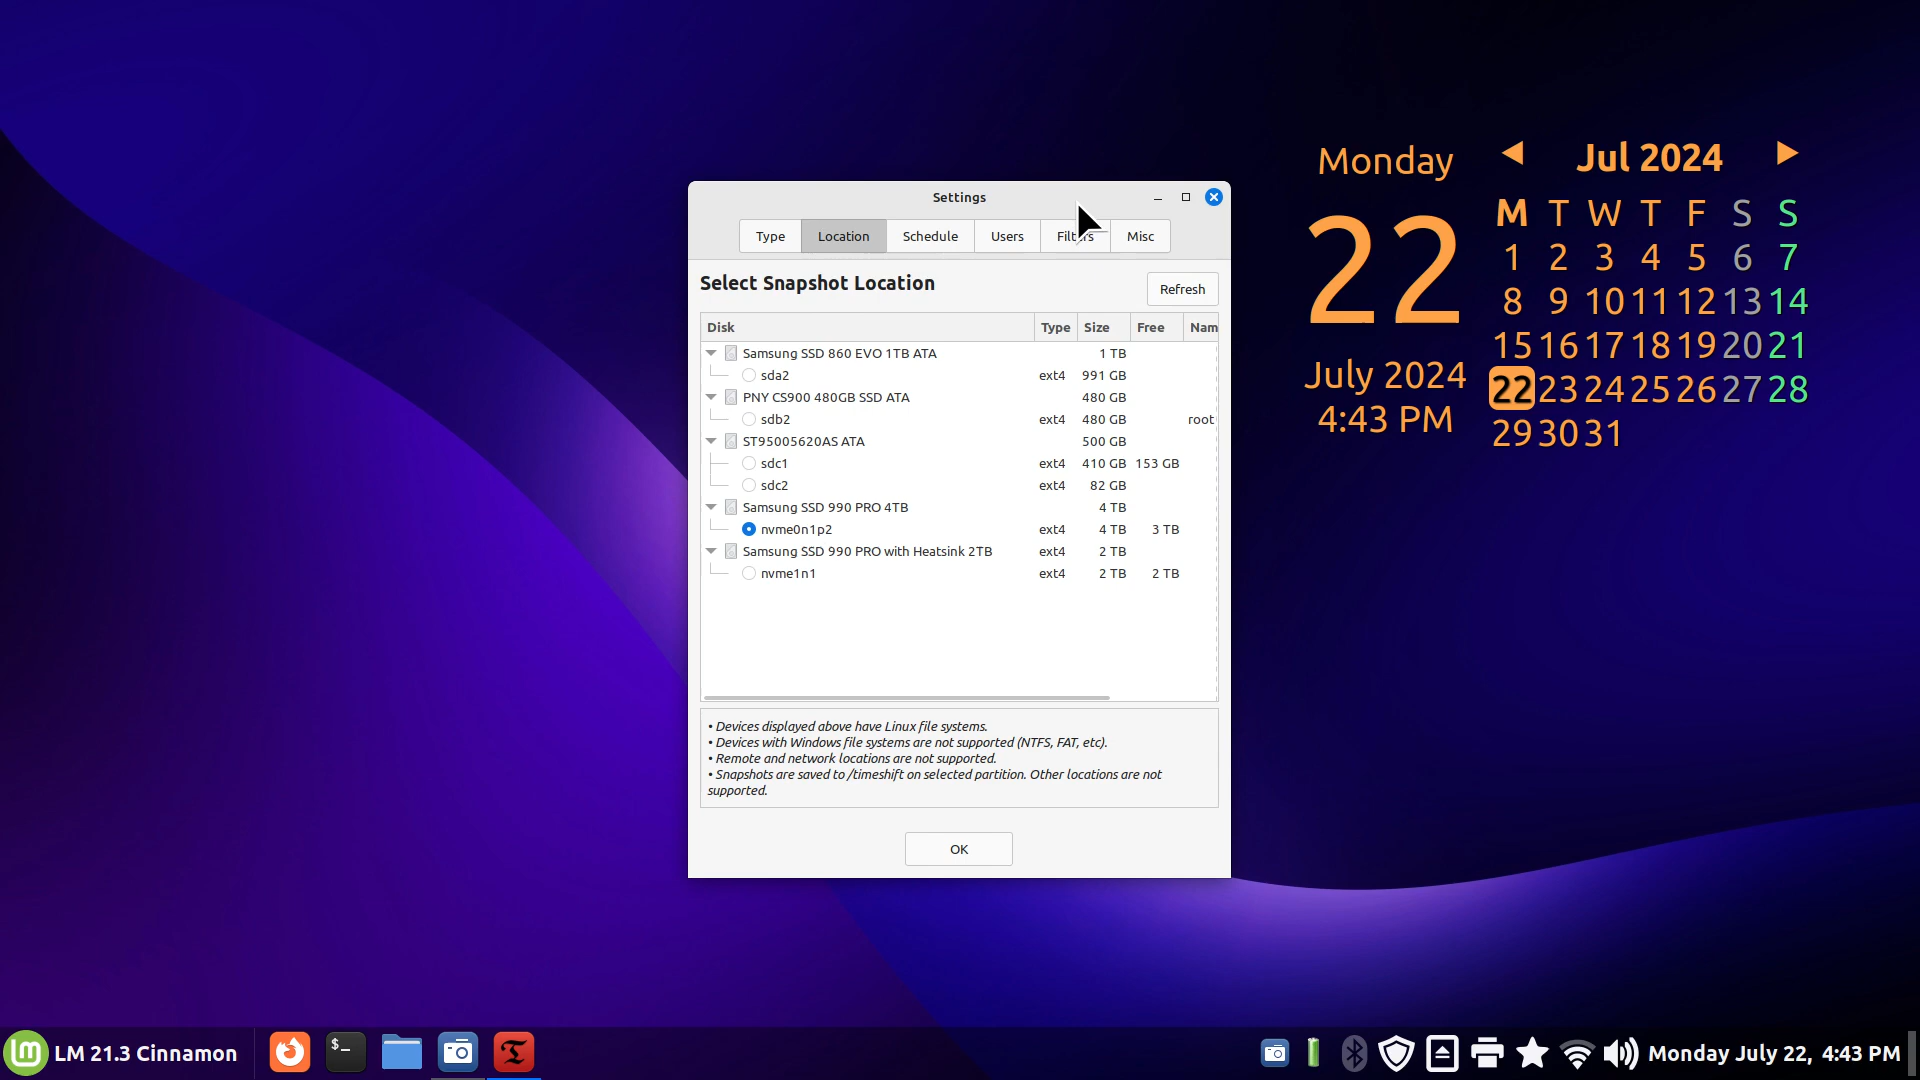 Settings
Type Location Schedule Users Filters Misc
Select Snapshot Location
Refresh
Disk Type Size Free Nam
Samsung SSD 860 EVO 1TB ATA 1 TB
sda2 ext4 991 GB
PNY CS900 480GB SSD ATA 480 GB
sdb2 ext4 480 GB root
ST95005620AS ATA 500 GB
sdc1 ext4 410 GB 153 GB
sdc2 ext4 82 GB
Samsung SSD 990 PRO 4TB 4 TB
nvme0n1p2 ext4 4 TB 3 TB
Samsung SSD 990 PRO with Heatsink 2TB ext4 2 TB
nvme1n1 ext4 2 TB 2 TB
• Devices displayed above have Linux file systems.
• Devices with Windows file systems are not supported (NTFS, FAT, etc).
• Remote and network locations are not supported.
• Snapshots are saved to /timeshift on selected partition. Other locations are not
supported.
OK
Monday
22
July 2024
4:43 PM
Jul 2024
M T W T F S S
1 2 3 4 5 6 7
8 9 10 11 12 13 14
15 16 17 18 19 20 21
22 23 24 25 26 27 28
29 30 31
LM 21.3 Cinnamon
$_
Monday July 22, 4:43 PM